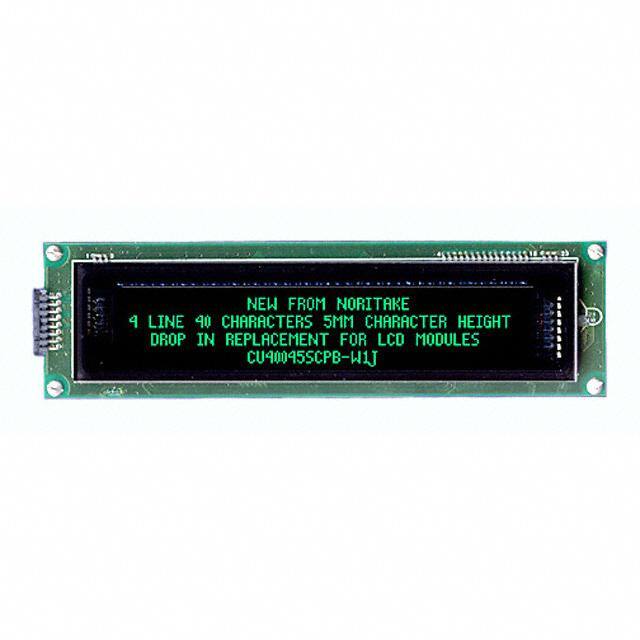 NEW FROM NORITAKE
4 LINE 40 CHARACTERS 5MM CHARACTER HEIGHT
DROP IN REPLACEMENT FOR LCD MODULES
CU40045SCPB-W1J